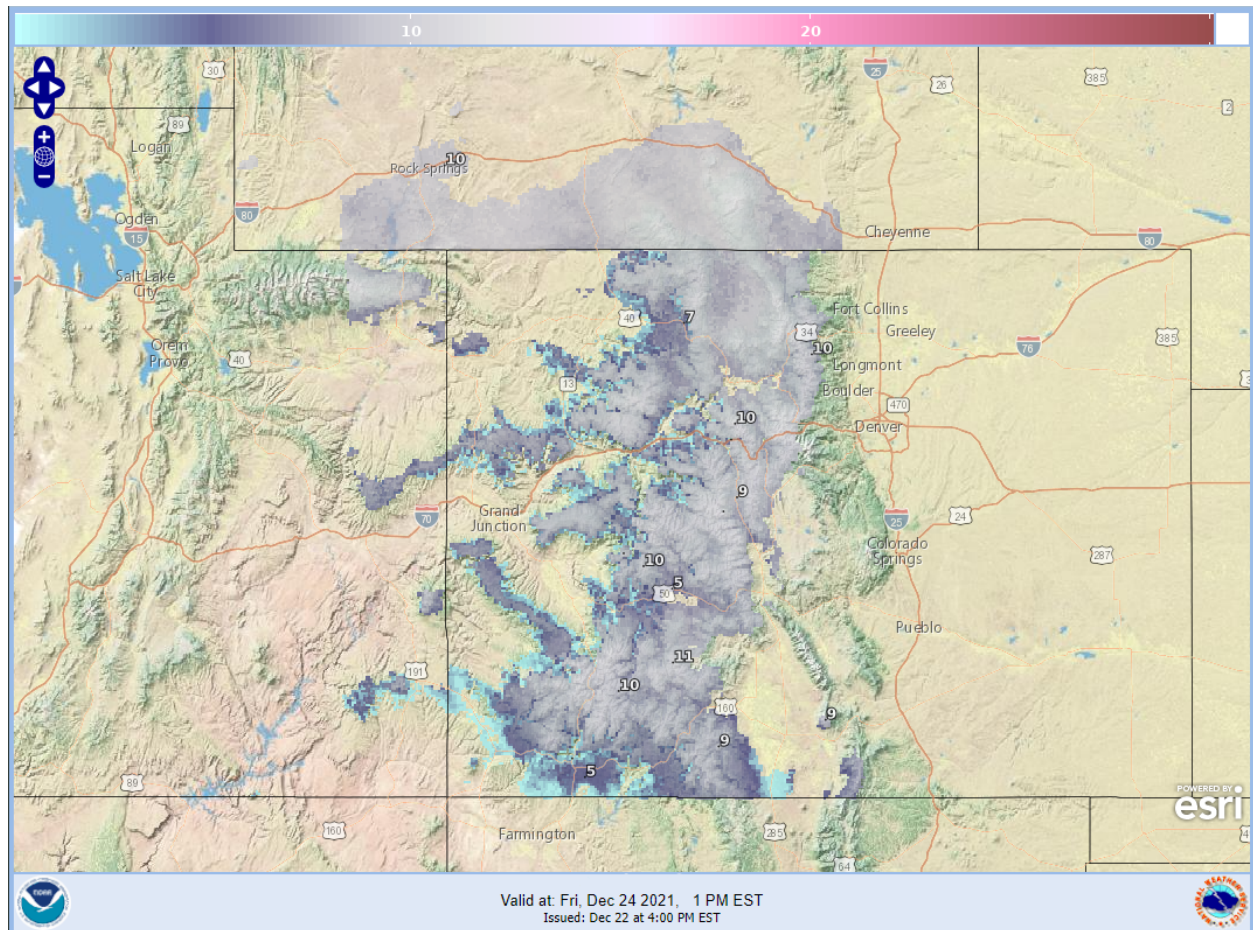 10
20
30
25
26
385
2
89
Logan
10
Rock Springs
Ogden
80
15
Cheyenne
80
Salt Lake
City
40
7
Fort Collins
34
Greeley
Orem
Provo
40
10
76
385
13
Longmont
Boulder
10
470
Denver
9
Grand
Junction
70
25
24
Colorado
Springs
287
10
5
50
Pueblo
11
191
10
160
9
9
5
89
POWERED BY
esri
160
Farmington
285
64
Valid at: Fri, Dec 24 2021, 1 PM EST
Issued: Dec 22 at 4:00 PM EST